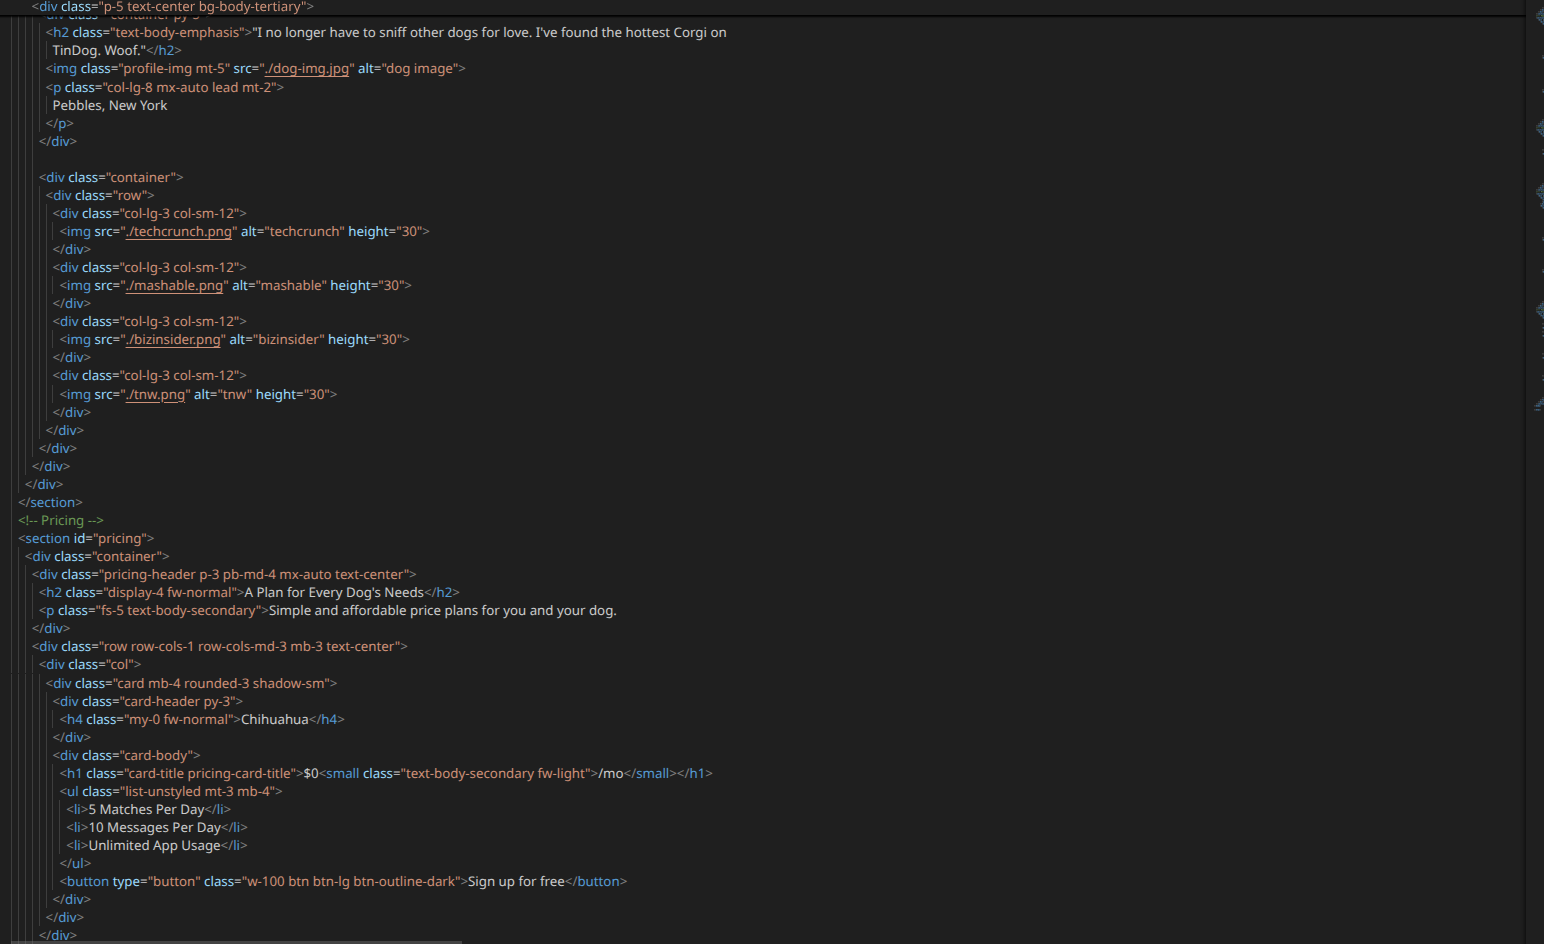 <div class="p-5 text-center bg-body-tertiary">
<div class="container py-5">
<h2 class="text-body-emphasis">"I no longer have to sniff other dogs for love. I've found the hottest Corgi on
TinDog. Woof."</h2>
<img class="profile-img mt-5" src="./dog-img.jpg" alt="dog image">
<p class="col-lg-8 mx-auto lead mt-2">
Pebbles, New York
</p>
</div>
<div class="container">
<div class="row">
<div class="col-lg-3 col-sm-12">
<img src="./techcrunch.png" alt="techcrunch" height="30">
</div>
<div class="col-lg-3 col-sm-12">
<img src="./mashable.png" alt="mashable" height="30">
</div>
<div class="col-lg-3 col-sm-12">
<img src="./bizinsider.png" alt="bizinsider" height="30">
</div>
<div class="col-lg-3 col-sm-12">
<img src="./tnw.png" alt="tnw" height="30">
</div>
</div>
</div>
</div>
</div>
</section>
<!-- Pricing -->
<section id="pricing">
<div class="container">
<div class="pricing-header p-3 pb-md-4 mx-auto text-center">
<h2 class="display-4 fw-normal">A Plan for Every Dog's Needs</h2>
<p class="fs-5 text-body-secondary">Simple and affordable price plans for you and your dog.
</div>
<div class="row row-cols-1 row-cols-md-3 mb-3 text-center">
<div class="col">
<div class="card mb-4 rounded-3 shadow-sm">
<div class="card-header py-3">
<h4 class="my-0 fw-normal">Chihuahua</h4>
</div>
<div class="card-body">
<h1 class="card-title pricing-card-title">$0<small class="text-body-secondary fw-light">/mo</small></h1>
<ul class="list-unstyled mt-3 mb-4">
<li>5 Matches Per Day</li>
<li>10 Messages Per Day</li>
<li>Unlimited App Usage</li>
</ul>
<button type="button" class="w-100 btn btn-lg btn-outline-dark">Sign up for free</button>
</div>
</div>
</div>